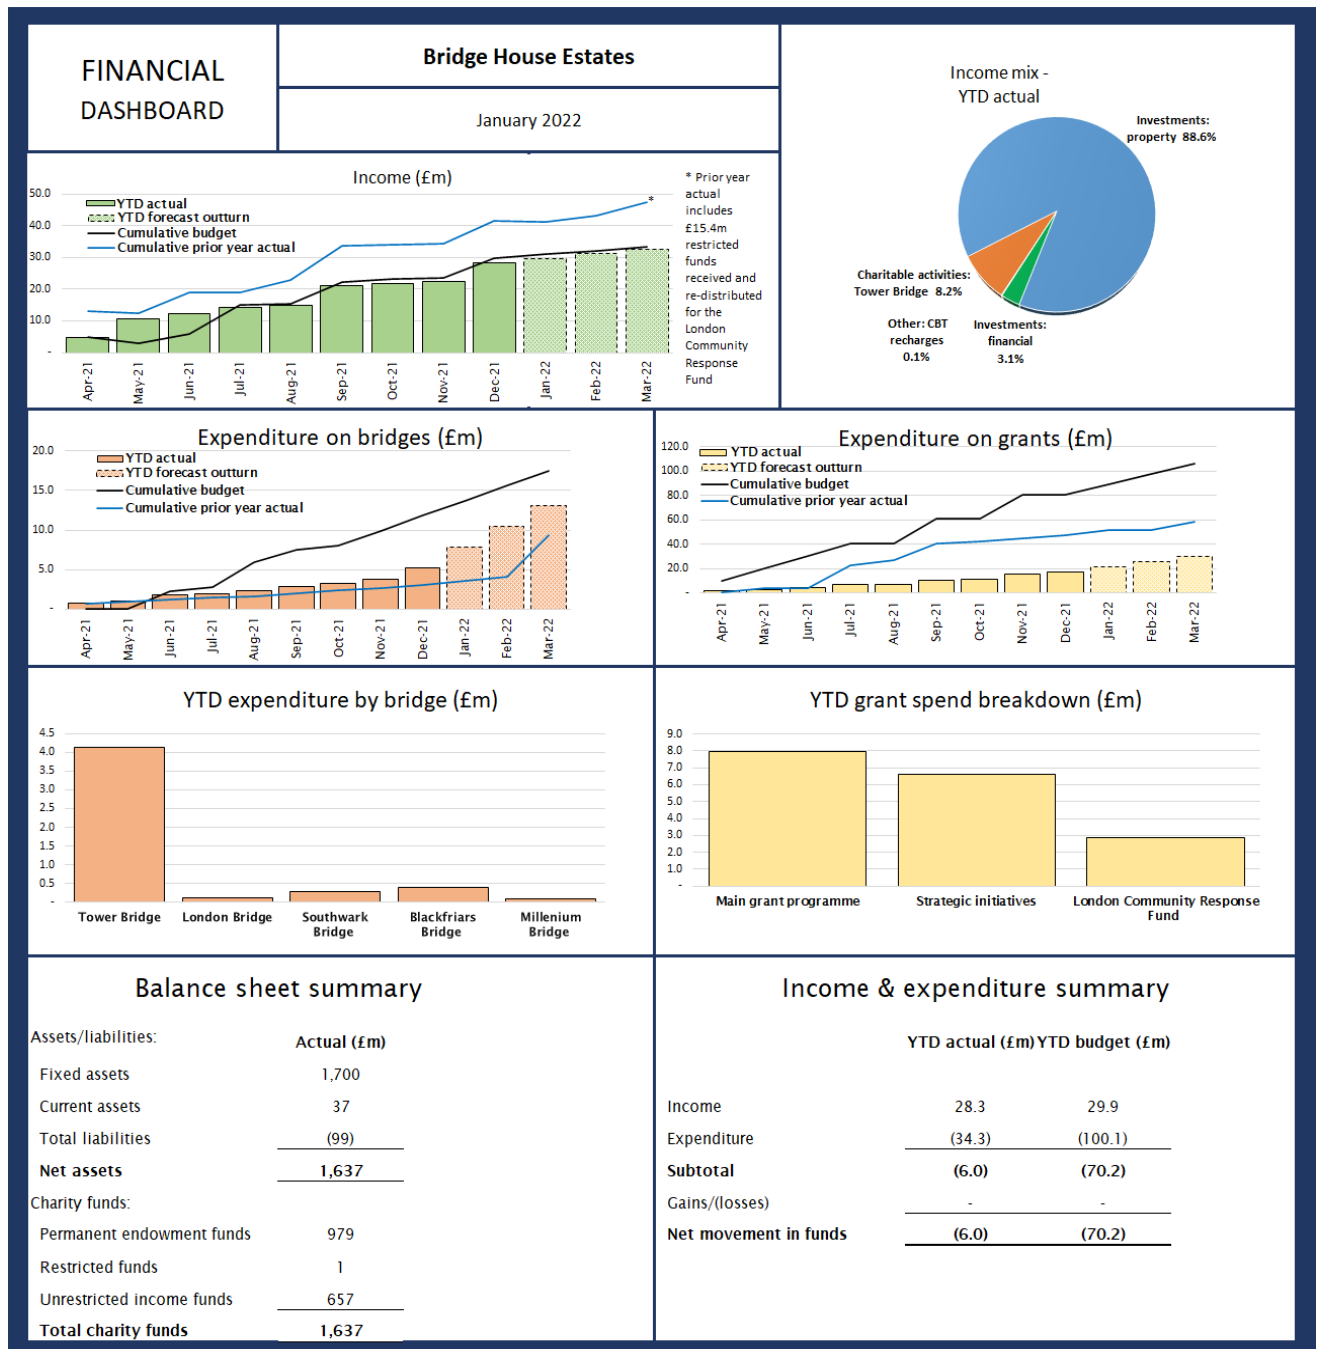 FINANCIAL
DASHBOARD
Bridge House Estates
January 2022
Income mix -
YTD actual
Investments:
property 88.6%
Charitable activities:
Tower Bridge 8.2%
Other: CBT
recharges
0.1%
Investments:
financial
3.1%
Income (£m)
50.0
40.0
30.0
20.0
10.0
-
YTD actual
YTD forecast outturn
Cumulative budget
Cumulative prior year actual
*
Apr-21
May-21
Jun-21
Jul-21
Aug-21
Sep-21
Oct-21
Nov-21
Dec-21
Jan-22
Feb-22
Mar-22
* Prior year
actual
includes
£15.4m
restricted
funds
received and
re-distributed
for the
London
Community
Response
Fund
Expenditure on bridges (£m)
20.0
15.0
10.0
5.0
-
YTD actual
YTD forecast outturn
Cumulative budget
Cumulative prior year actual
Apr-21
May-21
Jun-21
Jul-21
Aug-21
Sep-21
Oct-21
Nov-21
Dec-21
Jan-22
Feb-22
Mar-22
Expenditure on grants (£m)
120.0
100.0
80.0
60.0
40.0
20.0
-
YTD actual
YTD forecast outturn
Cumulative budget
Cumulative prior year actual
Apr-21
May-21
Jun-21
Jul-21
Aug-21
Sep-21
Oct-21
Nov-21
Dec-21
Jan-22
Feb-22
Mar-22
YTD expenditure by bridge (£m)
4.5
4.0
3.5
3.0
2.5
2.0
1.5
1.0
0.5
-
Tower Bridge
London Bridge
Southwark
Bridge
Blackfriars
Bridge
Millenium
Bridge
YTD grant spend breakdown (£m)
9.0
8.0
7.0
6.0
5.0
4.0
3.0
2.0
1.0
-
Main grant programme
Strategic initiatives
London Community Response
Fund
Balance sheet summary
Assets/liabilities:
Actual (£m)
Fixed assets 1,700
Current assets 37
Total liabilities (99)
Net assets 1,637
Charity funds:
Permanent endowment funds 979
Restricted funds 1
Unrestricted income funds 657
Total charity funds 1,637
Income & expenditure summary
YTD actual (£m) YTD budget (£m)
Income 28.3 29.9
Expenditure (34.3) (100.1)
Subtotal (6.0) (70.2)
Gains/(losses) - -
Net movement in funds (6.0) (70.2)